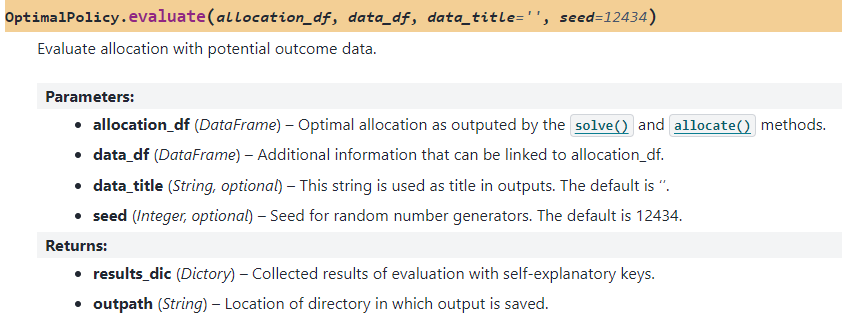 OptimalPolicy.evaluate(allocation_df, data_df, data_title='', seed=12434)
Evaluate allocation with potential outcome data.
Parameters:
• allocation_df (DataFrame) – Optimal allocation as outputed by the solve() and allocate() methods.
• data_df (DataFrame) – Additional information that can be linked to allocation_df.
• data_title (String, optional) – This string is used as title in outputs. The default is ‘’.
• seed (Integer, optional) – Seed for random number generators. The default is 12434.
Returns:
• results_dic (Dictory) – Collected results of evaluation with self-explanatory keys.
• outpath (String) – Location of directory in which output is saved.